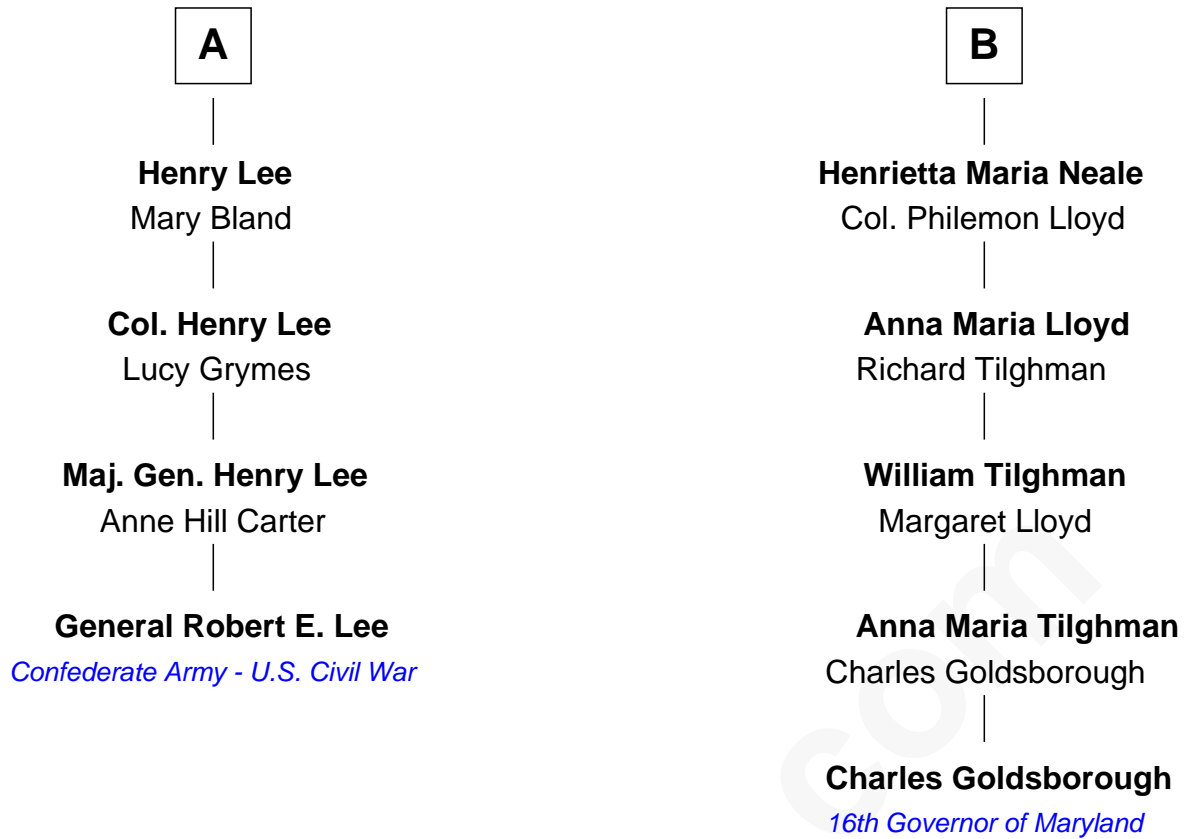 A
Henry Lee
Mary Bland
Col. Henry Lee
Lucy Grymes
Maj. Gen. Henry Lee
Anne Hill Carter
General Robert E. Lee
Confederate Army - U.S. Civil War
B
Henrietta Maria Neale
Col. Philemon Lloyd
Anna Maria Lloyd
Richard Tilghman
William Tilghman
Margaret Lloyd
Anna Maria Tilghman
Charles Goldsborough
Charles Goldsborough
16th Governor of Maryland
com